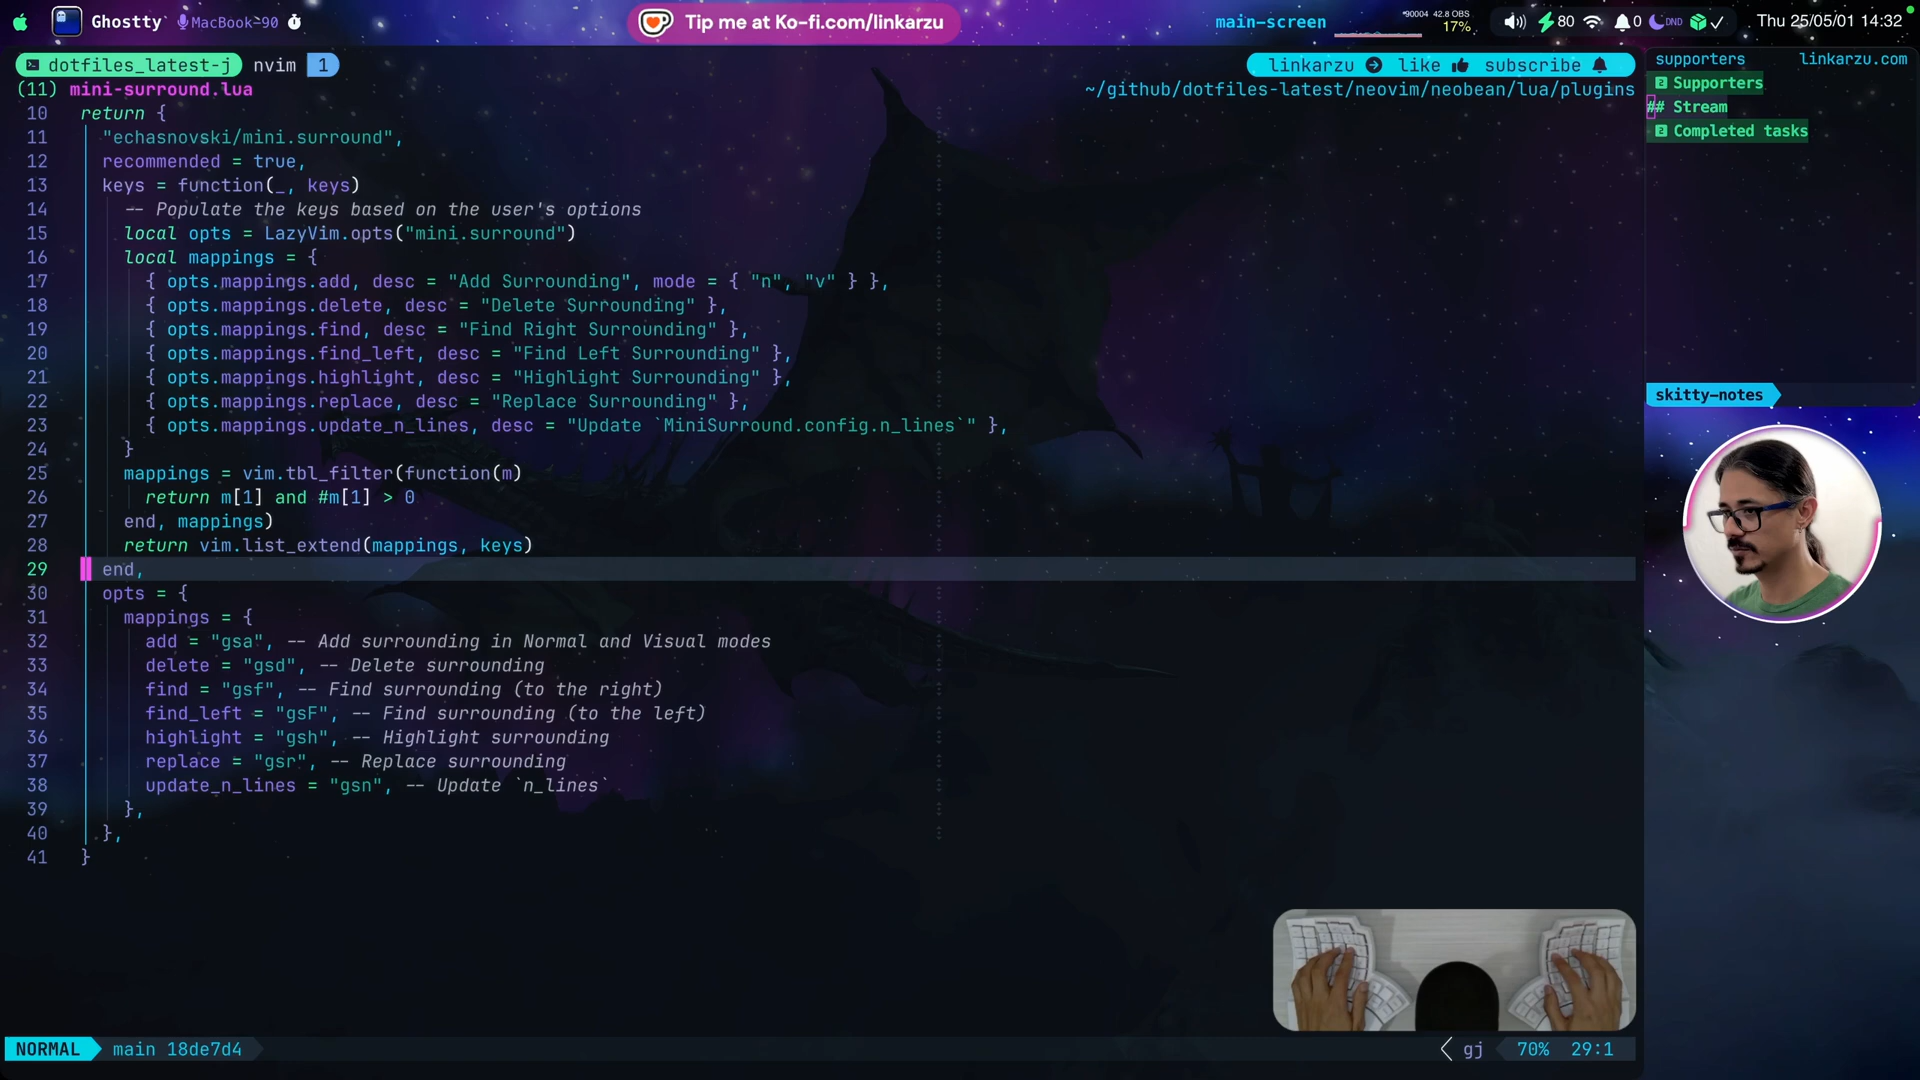 Ghostty MacBook-90 Tip me at Ko-fi.com/linkarzu main-screen °90004 42.8 OBS 17% 80 0 DND Thu 25/05/01 14:32
dotfiles_latest-j nvim 1 linkarzu like subscribe
(11) mini-surround.lua ~/github/dotfiles-latest/neovim/neobean/lua/plugins
10 return {
11 "echasnovski/mini.surround",
12 recommended = true,
13 keys = function(_, keys)
14 -- Populate the keys based on the user's options
15 local opts = LazyVim.opts("mini.surround")
16 local mappings = {
17 { opts.mappings.add, desc = "Add Surrounding", mode = { "n", "v" } },
18 { opts.mappings.delete, desc = "Delete Surrounding" },
19 { opts.mappings.find, desc = "Find Right Surrounding" },
20 { opts.mappings.find_left, desc = "Find Left Surrounding" },
21 { opts.mappings.highlight, desc = "Highlight Surrounding" },
22 { opts.mappings.replace, desc = "Replace Surrounding" },
23 { opts.mappings.update_n_lines, desc = "Update `MiniSurround.config.n_lines`" },
24 }
25 mappings = vim.tbl_filter(function(m)
26 return m[1] and #m[1] > 0
27 end, mappings)
28 return vim.list_extend(mappings, keys)
29 end,
30 opts = {
31 mappings = {
32 add = "gsa", -- Add surrounding in Normal and Visual modes
33 delete = "gsd", -- Delete surrounding
34 find = "gsf", -- Find surrounding (to the right)
35 find_left = "gsF", -- Find surrounding (to the left)
36 highlight = "gsh", -- Highlight surrounding
37 replace = "gsr", -- Replace surrounding
38 update_n_lines = "gsn", -- Update `n_lines`
39 },
40 },
41 }
NORMAL main 18de7d4 gj 70% 29:1
supporters linkarzu.com
2 Supporters
## Stream
2 Completed tasks
skitty-notes